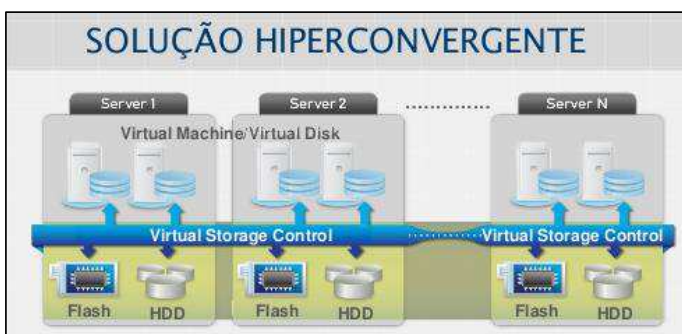 SOLUÇÃO HIPERCONVERGENTE
Server 1 Server 2 Server N
Virtual Machine/Virtual Disk
Virtual Storage Control Virtual Storage Control
Flash HDD Flash HDD Flash HDD